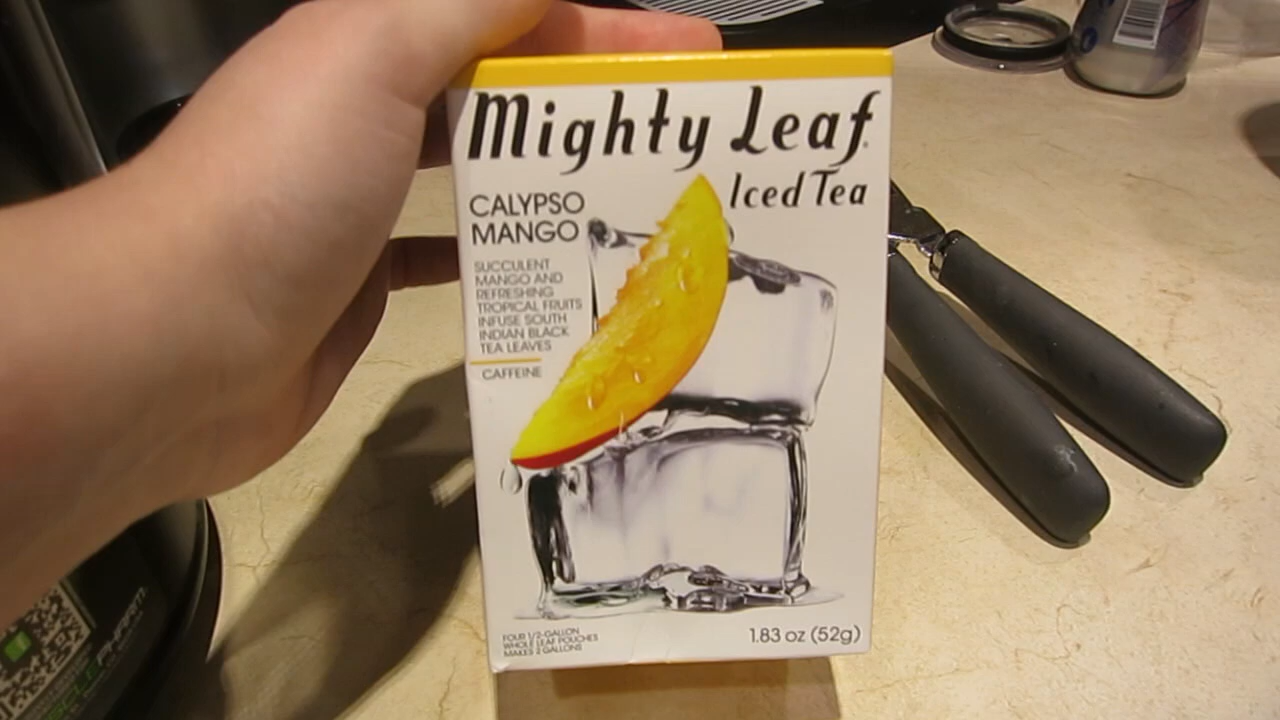 Mighty Leaf
Iced Tea
CALYPSO
MANGO
SUCCULENT
MANGO AND
REFRESHING
TROPICAL FRUITS
INFUSE SOUTH
INDIAN BLACK
TEA LEAVES
CAFFEINE
FOUR 1/2-GALLON
WHOLE LEAF POUCHES
MAKES 2 GALLONS
1.83 oz (52g)